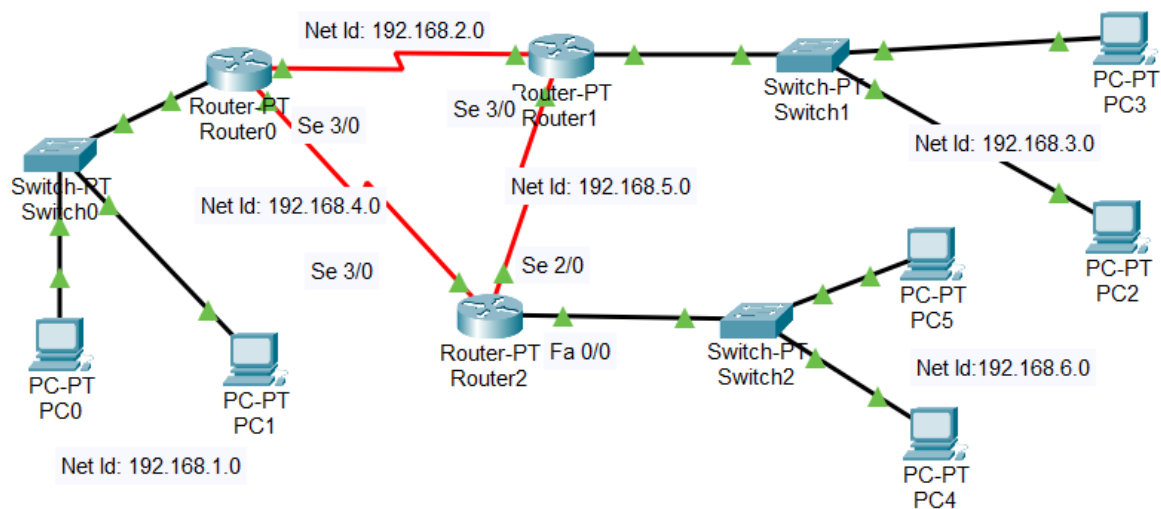 Net Id: 192.168.2.0
Router-PT
Router0
Router-PT
Router1
Switch-PT
Switch1
PC-PT
PC3
Se 3/0
Se 3/0
Net Id: 192.168.3.0
Switch-PT
Switch0
Net Id: 192.168.4.0
Net Id: 192.168.5.0
PC-PT
PC2
Se 3/0
Se 2/0
PC-PT
PC5
Router-PT
Router2
Fa 0/0
Switch-PT
Switch2
Net Id:192.168.6.0
PC-PT
PC0
PC-PT
PC1
Net Id: 192.168.1.0
PC-PT
PC4